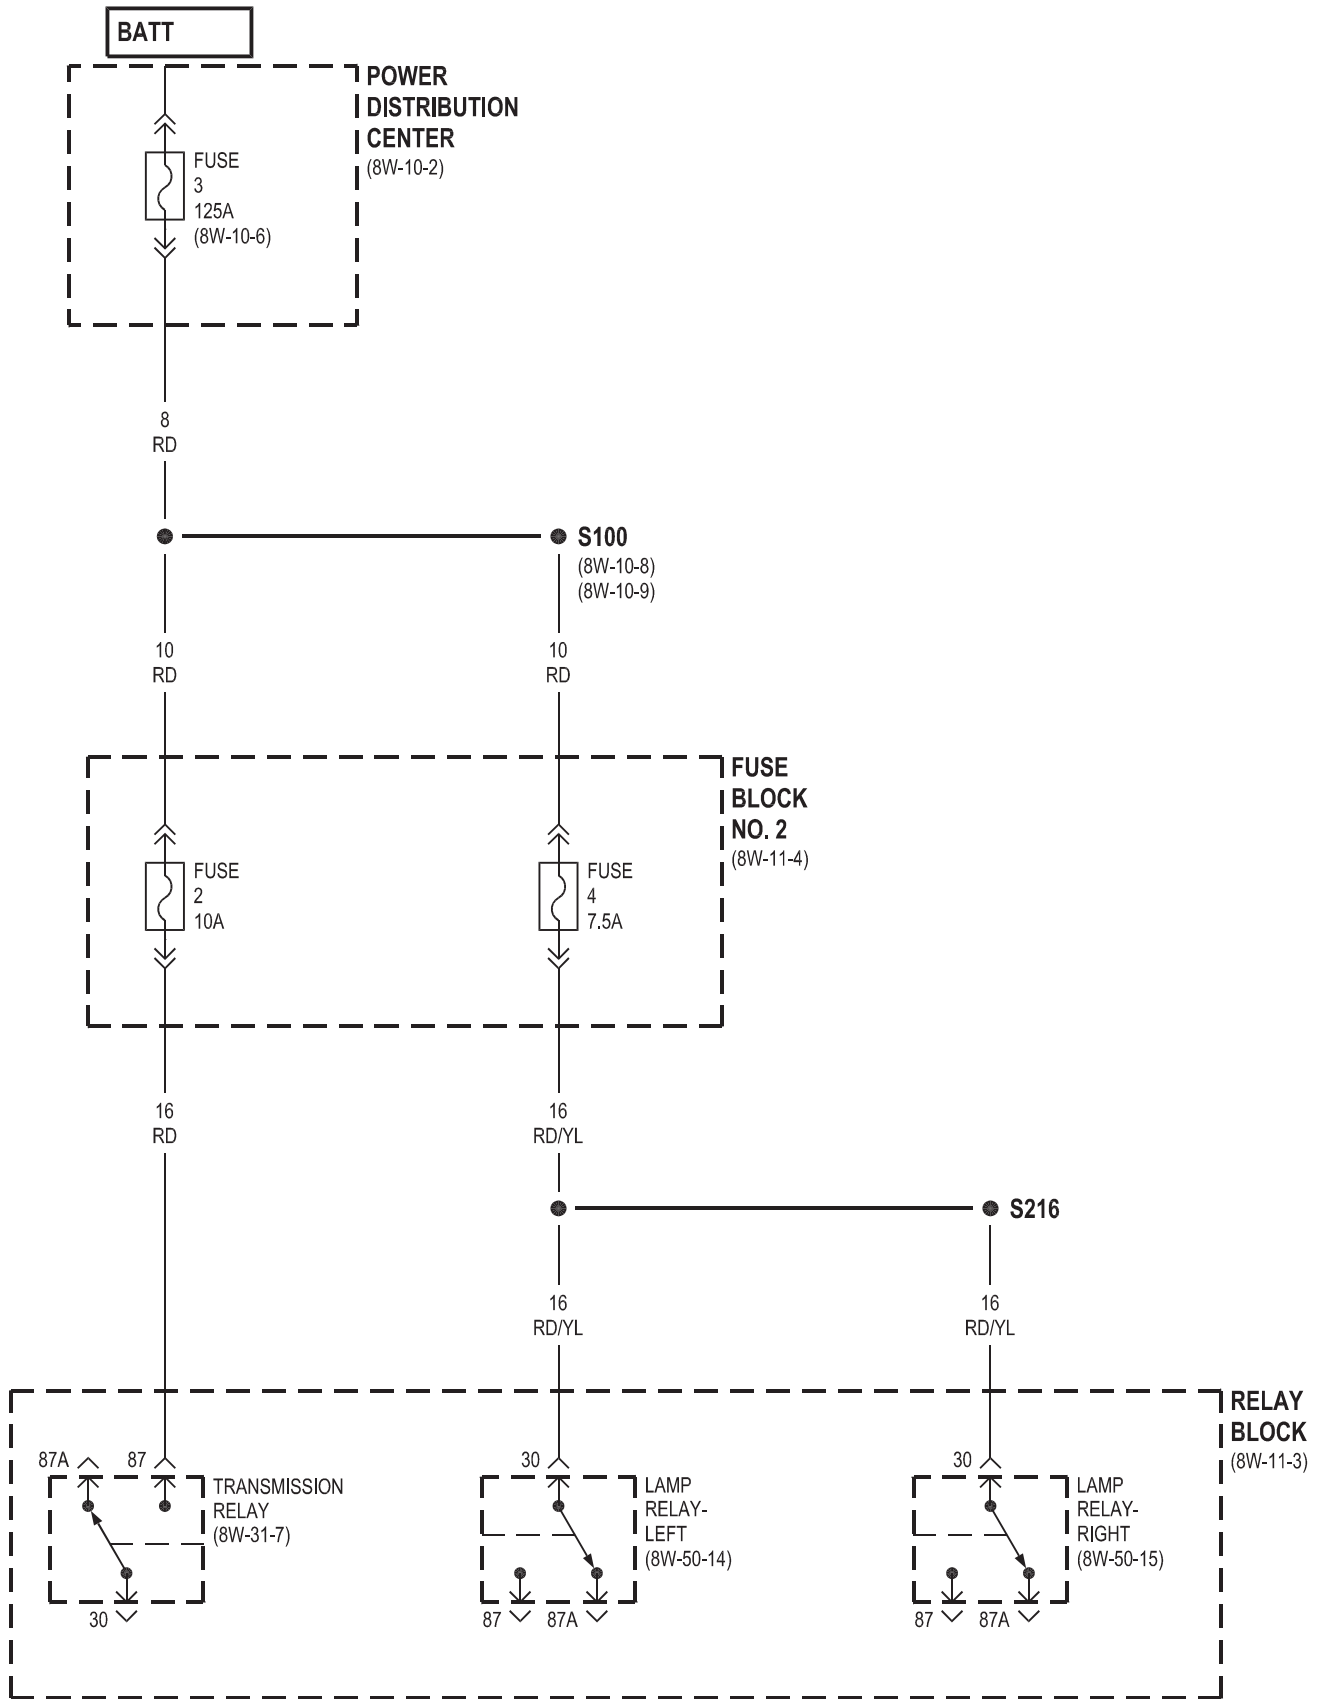 BATT
POWER
DISTRIBUTION
CENTER
(8W-10-2)
FUSE
3
125A
(8W-10-6)
8
RD
S100
(8W-10-8)
(8W-10-9)
10
RD
10
RD
FUSE
BLOCK
NO. 2
(8W-11-4)
FUSE
2
10A
FUSE
4
7.5A
16
RD
16
RD/YL
S216
16
RD/YL
16
RD/YL
RELAY
BLOCK
(8W-11-3)
87A
87
TRANSMISSION
RELAY
(8W-31-7)
30
30
LAMP
RELAY-
LEFT
(8W-50-14)
87
87A
30
LAMP
RELAY-
RIGHT
(8W-50-15)
87
87A